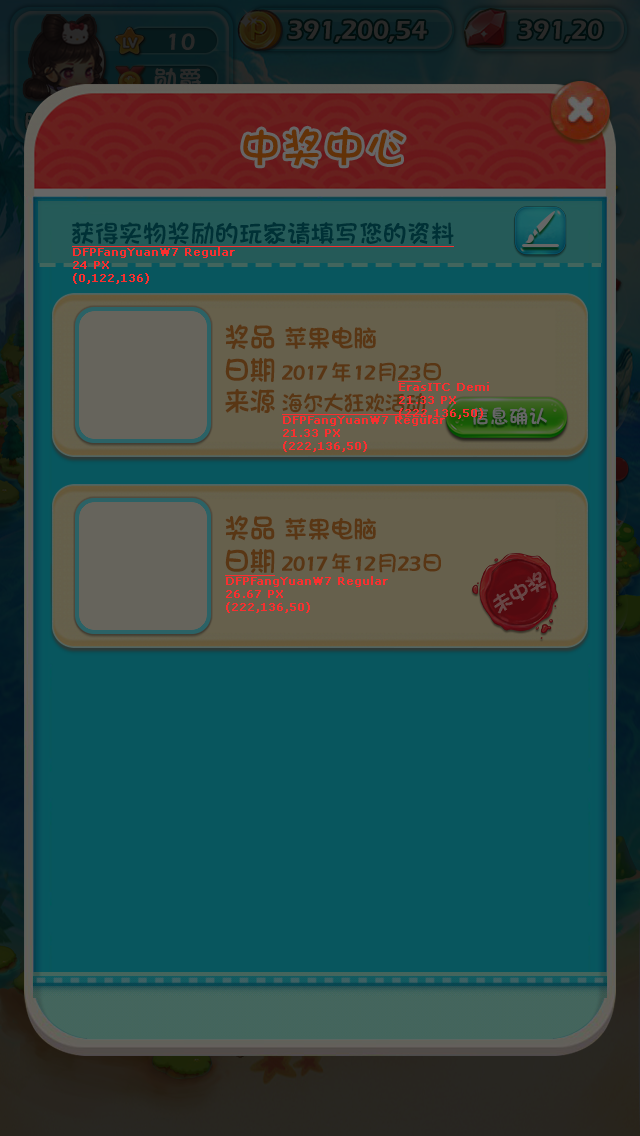 LV 10
391,200,54
391,20
勋爵
中奖中心
获得实物奖励的玩家请填写您的资料
DFPFangYuanW7 Regular
24 PX
(0,122,136)
奖品 苹果电脑
日期 2017年12月23日
来源 海尔大狂欢活动
ErasITC Demi
21.33 PX
(222,136,50)
信息确认
DFPFangYuanW7 Regular
21.33 PX
(222,136,50)
奖品 苹果电脑
日期 2017年12月23日
DFPFangYuanW7 Regular
26.67 PX
(222,136,50)
未中奖